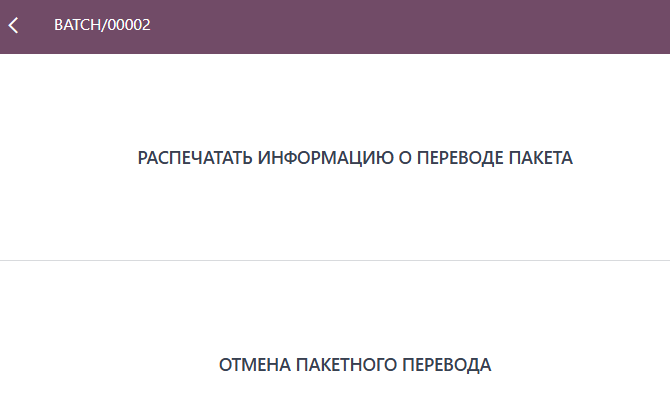 BATCH/00002
РАСПЕЧАТАТЬ ИНФОРМАЦИЮ О ПЕРЕВОДЕ ПАКЕТА
ОТМЕНА ПАКЕТНОГО ПЕРЕВОДА